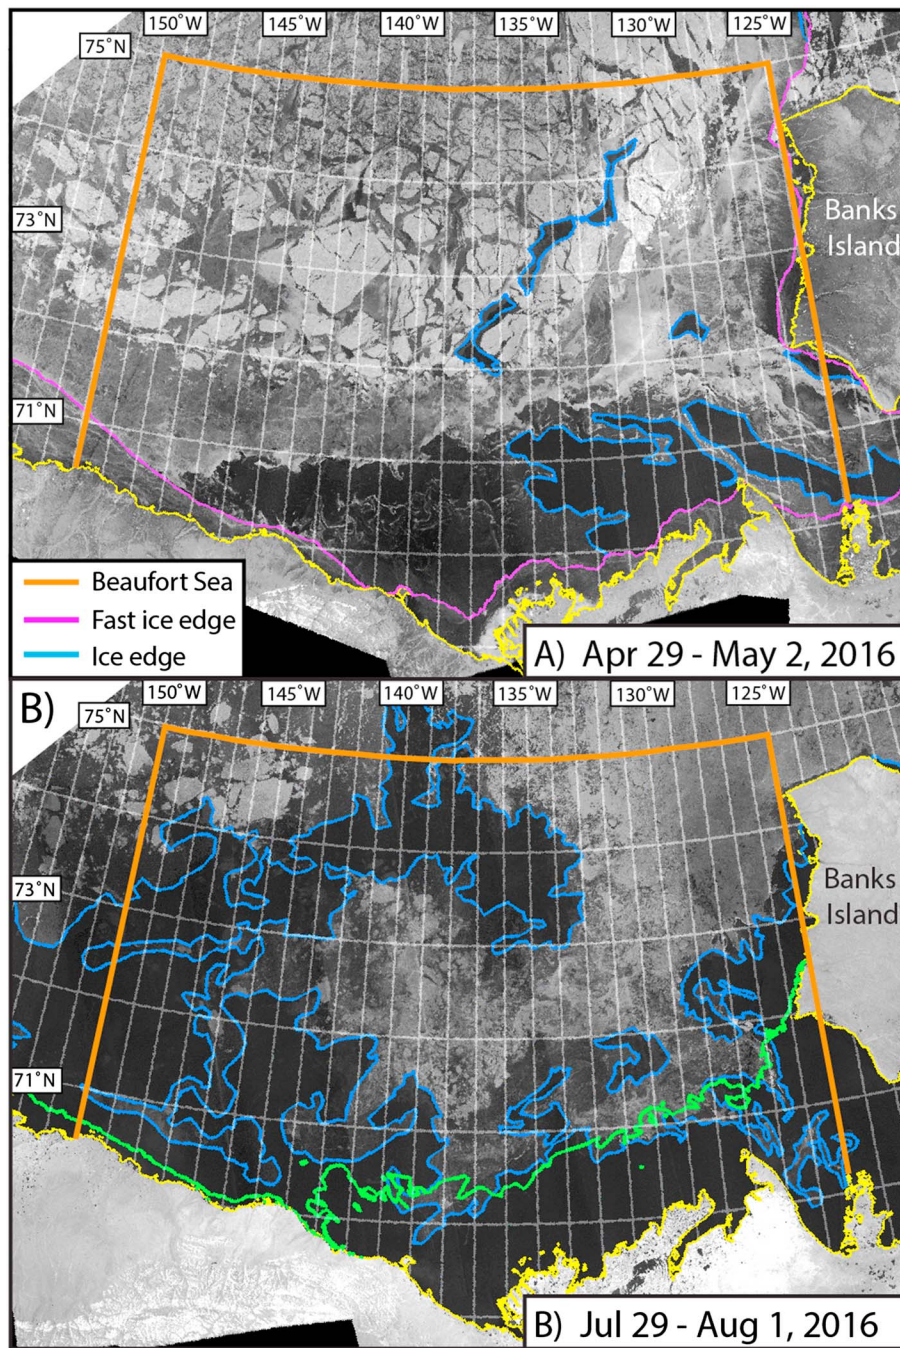 150°W 145°W 140°W 135°W 130°W 125°W
75°N
73°N
Banks
Island
71°N
Beaufort Sea
Fast ice edge
Ice edge
A) Apr 29 - May 2, 2016
B)
150°W 145°W 140°W 135°W 130°W 125°W
75°N
73°N
Banks
Island
71°N
B) Jul 29 - Aug 1, 2016